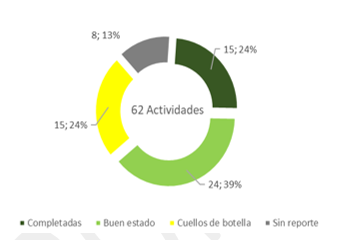 8; 13%
15; 24%
62 Actividades
15; 24%
24; 39%
Completadas Buen estado Cuellos de botella Sin reporte